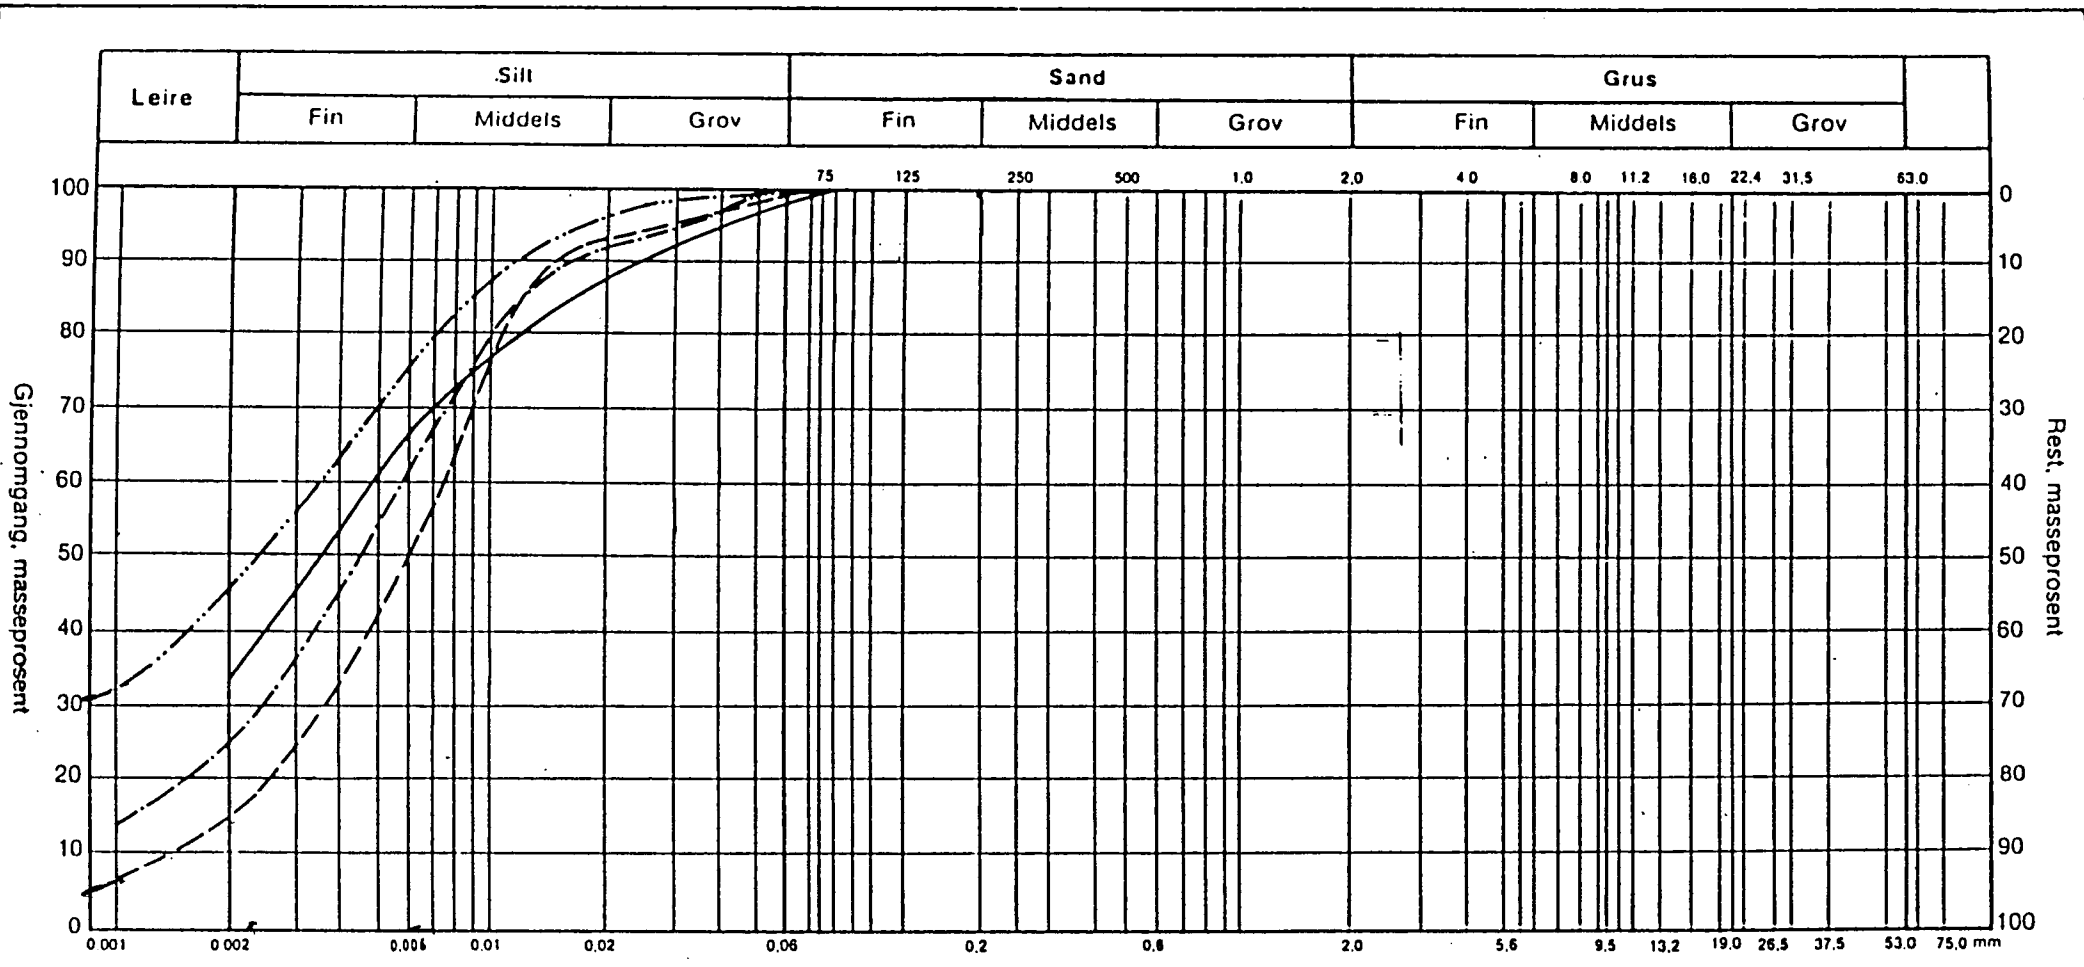 Silt Sand Grus
Leire
Fin Middels Grov Fin Middels Grov Fin Middels Grov
75 125 250 500 1.0 2.0 4.0 8.0 11.2 16.0 22.4 31,5 63.0
100 0
90 10
80 20
70 30
60 40
50 50
40 60
30 70
20 80
10 90
0 100
Gjennomgang, masseprosent
Rest, masseprosent
0.001 0.002 0.006 0.01 0.02 0,06 0,2 0,6 2,0 5,6 9,5 13,2 19,0 26,5 37,5 53.0 75,0 mm